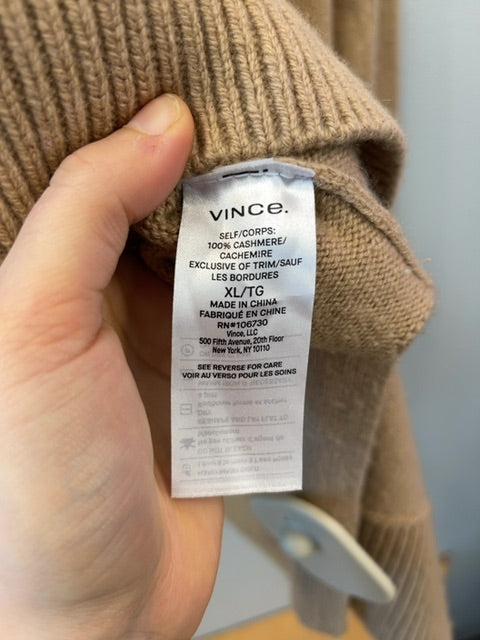 VINCe.
SELF/CORPS:
100% CASHMERE/
CACHEMIRE
EXCLUSIVE OF TRIM/SAUF
LES BORDURES
XL/TG
MADE IN CHINA
FABRIQUÉ EN CHINE
RN#106730
Vince, LLC
500 Fifth Avenue, 20th Floor
New York, NY 10110
SEE REVERSE FOR CARE
VOIR AU VERSO POUR LES SOINS